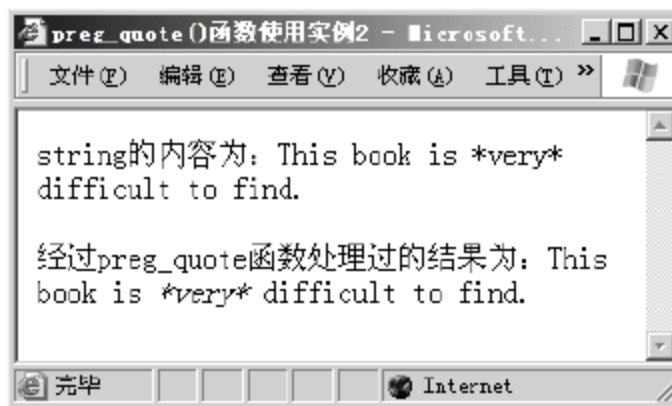 preg_quote()函数使用实例2 - Microsoft...
文件(F) 编辑(E) 查看(V) 收藏(A) 工具(T) »
string的内容为：This book is *very*
difficult to find.
经过preg_quote函数处理过的结果为：This
book is *very* difficult to find.
完毕 Internet